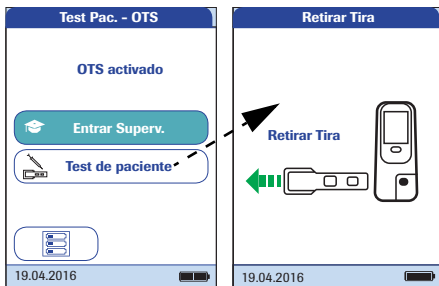 Test Pac. - OTS
OTS activado
Entrar Superv.
Test de paciente
19.04.2016
Retirar Tira
Retirar Tira
19.04.2016